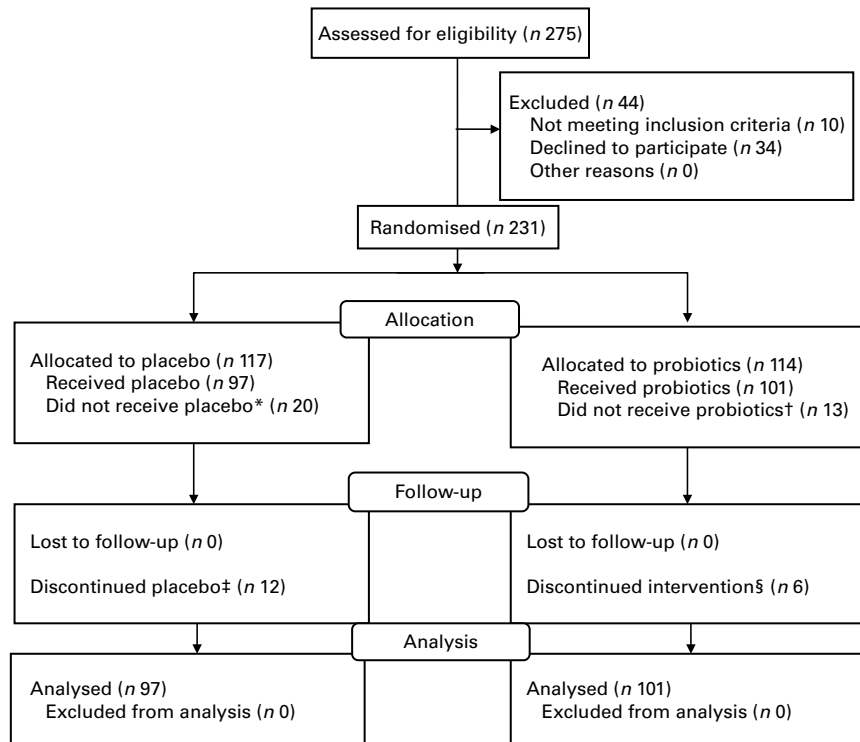 Assessed for eligibility (n 275)
Excluded (n 44)
Not meeting inclusion criteria (n 10)
Declined to participate (n 34)
Other reasons (n 0)
Randomised (n 231)
Allocation
Allocated to placebo (n 117)
Received placebo (n 97)
Did not receive placebo* (n 20)
Allocated to probiotics (n 114)
Received probiotics (n 101)
Did not receive probiotics† (n 13)
Follow-up
Lost to follow-up (n 0)
Discontinued placebo‡ (n 12)
Lost to follow-up (n 0)
Discontinued intervention§ (n 6)
Analysis
Analysed (n 97)
Excluded from analysis (n 0)
Analysed (n 101)
Excluded from analysis (n 0)